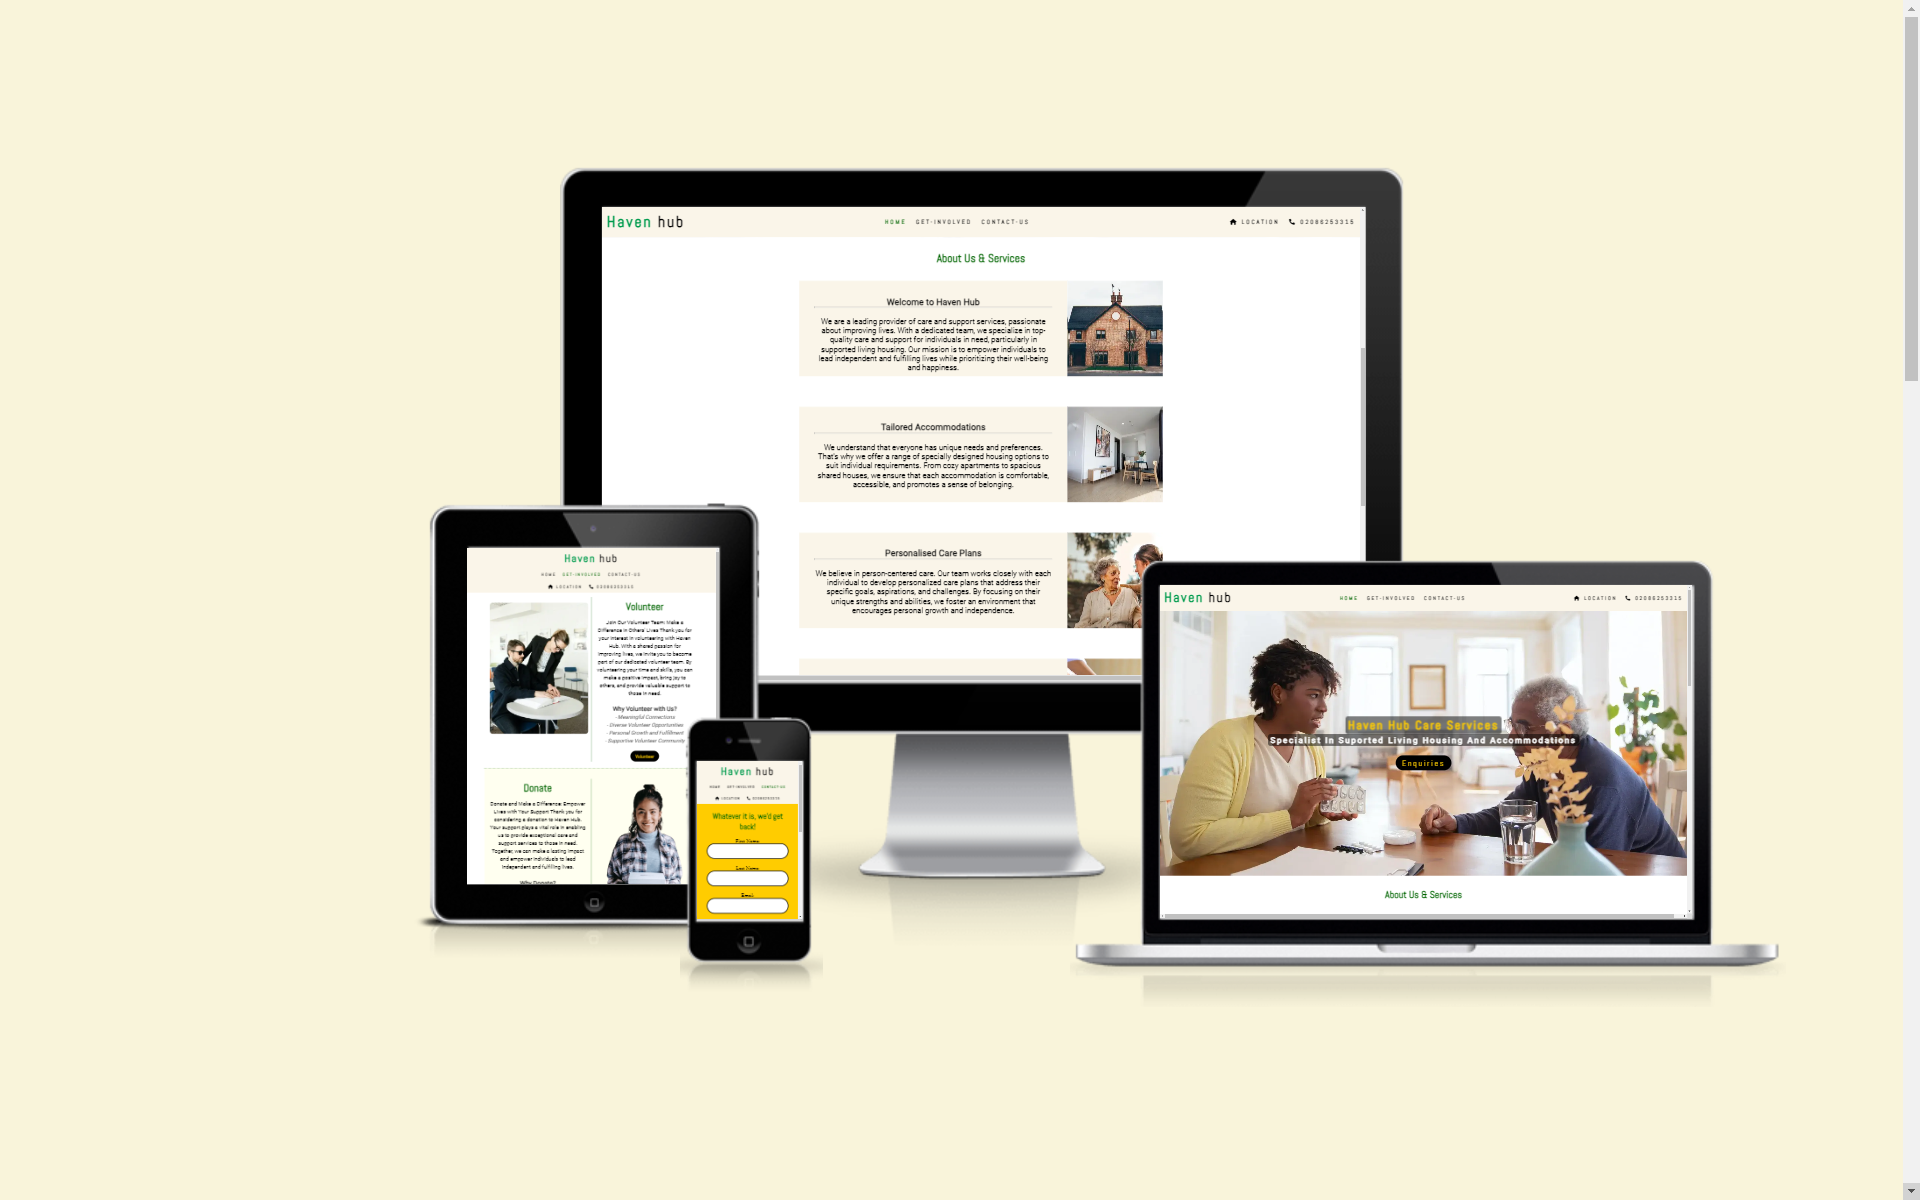 Haven hub
HOME GET-INVOLVED CONTACT-US
LOCATION 02086253315
About Us & Services
Welcome to Haven Hub
We are a leading provider of care and support services, passionate
about improving lives. With a dedicated team, we specialize in top-
quality care and support for individuals in need, particularly in
supported living housing. Our mission is to empower individuals to
lead independent and fulfilling lives while prioritizing their well-being
and happiness.
Tailored Accommodations
We understand that everyone has unique needs and preferences.
That's why we offer a range of specially designed housing options to
suit individual requirements. From cozy apartments to spacious
shared houses, we ensure that each accommodation is comfortable,
accessible, and promotes a sense of belonging.
Personalised Care Plans
We believe in person-centered care. Our team works closely with each
individual to develop personalized care plans that address their
specific goals, aspirations, and challenges. By focusing on their
unique strengths and abilities, we foster an environment that
encourages personal growth and independence.
Haven hub
HOME GET-INVOLVED CONTACT-US
LOCATION 02086253315
Volunteer
Join Our Volunteer Team: Make a
Difference in Others' Lives Thank you for
your interest in volunteering with Haven
Hub. With a shared passion for
improving lives, we invite you to become
part of our dedicated volunteer team. By
volunteering your time and skills, you can
make a positive impact, bring joy to
others, and provide valuable support to
those in need.
Why Volunteer with Us?
- Meaningful Connections
- Diverse Volunteer Opportunities
- Personal Growth and Fulfillment
- Supportive Volunteer Community
Volunteer
Donate
Donate and Make a Difference: Empower
Lives with Your Support Thank you for
considering a donation to Haven Hub.
Your support plays a vital role in enabling
us to provide exceptional care and
support services to those in need.
Together, we can make a lasting impact
and empower individuals to lead
independent and fulfilling lives.
Why Donate?
Haven hub
HOME GET-INVOLVED CONTACT-US
LOCATION 02086253315
Whatever it is, we'd get
back!
First Name
Last Name
Email
Haven hub
HOME GET-INVOLVED CONTACT-US
LOCATION 02086253315
Haven Hub Care Services
Specialist In Suported Living Housing And Accommodations
Enquiries
About Us & Services